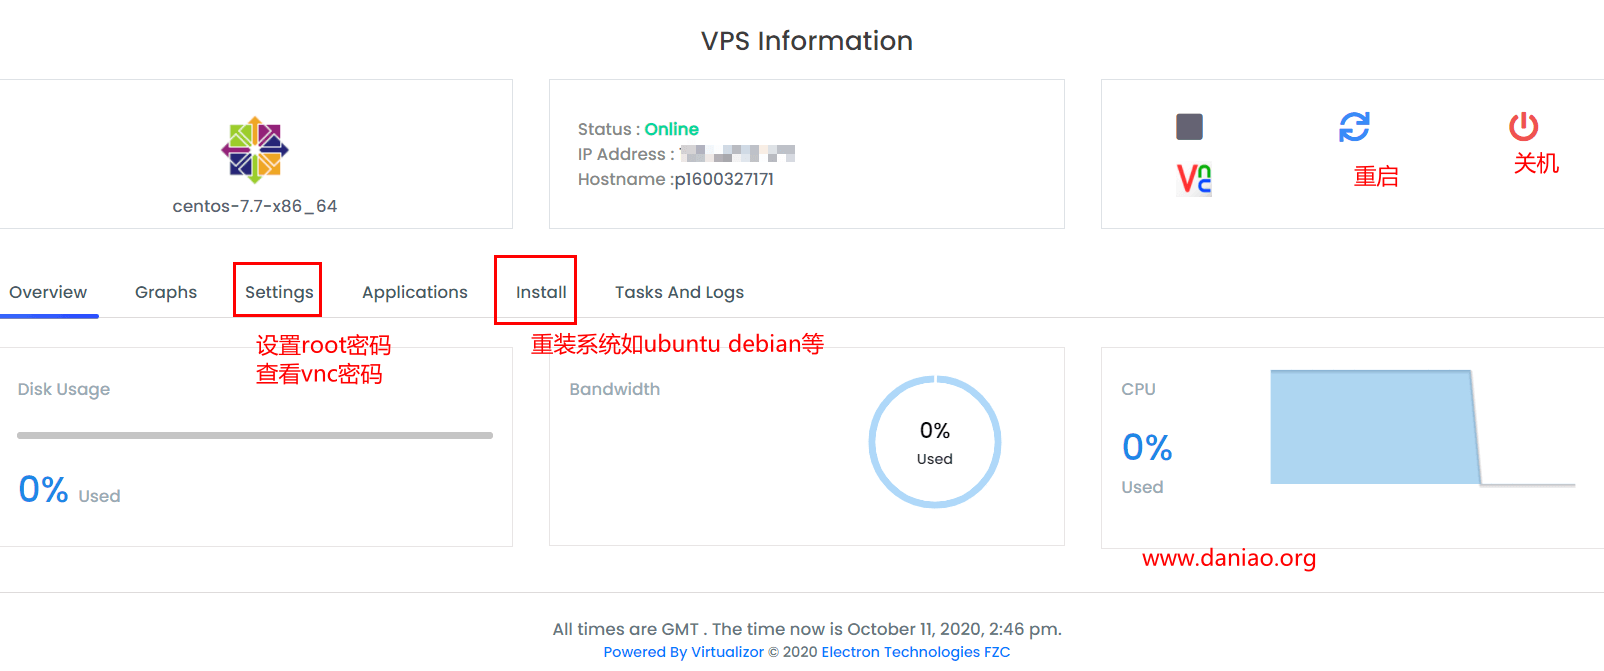 VPS Information
centos-7.7-x86_64
Status : Online
IP Address :
Hostname :p1600327171
Vnc
重启
关机
Overview
Graphs
Settings
Applications
Install
Tasks And Logs
设置root密码
查看vnc密码
重装系统如ubuntu debian等
Disk Usage
0% Used
Bandwidth
0%
Used
CPU
0%
Used
www.daniao.org
All times are GMT . The time now is October 11, 2020, 2:46 pm.
Powered By Virtualizor © 2020 Electron Technologies FZC